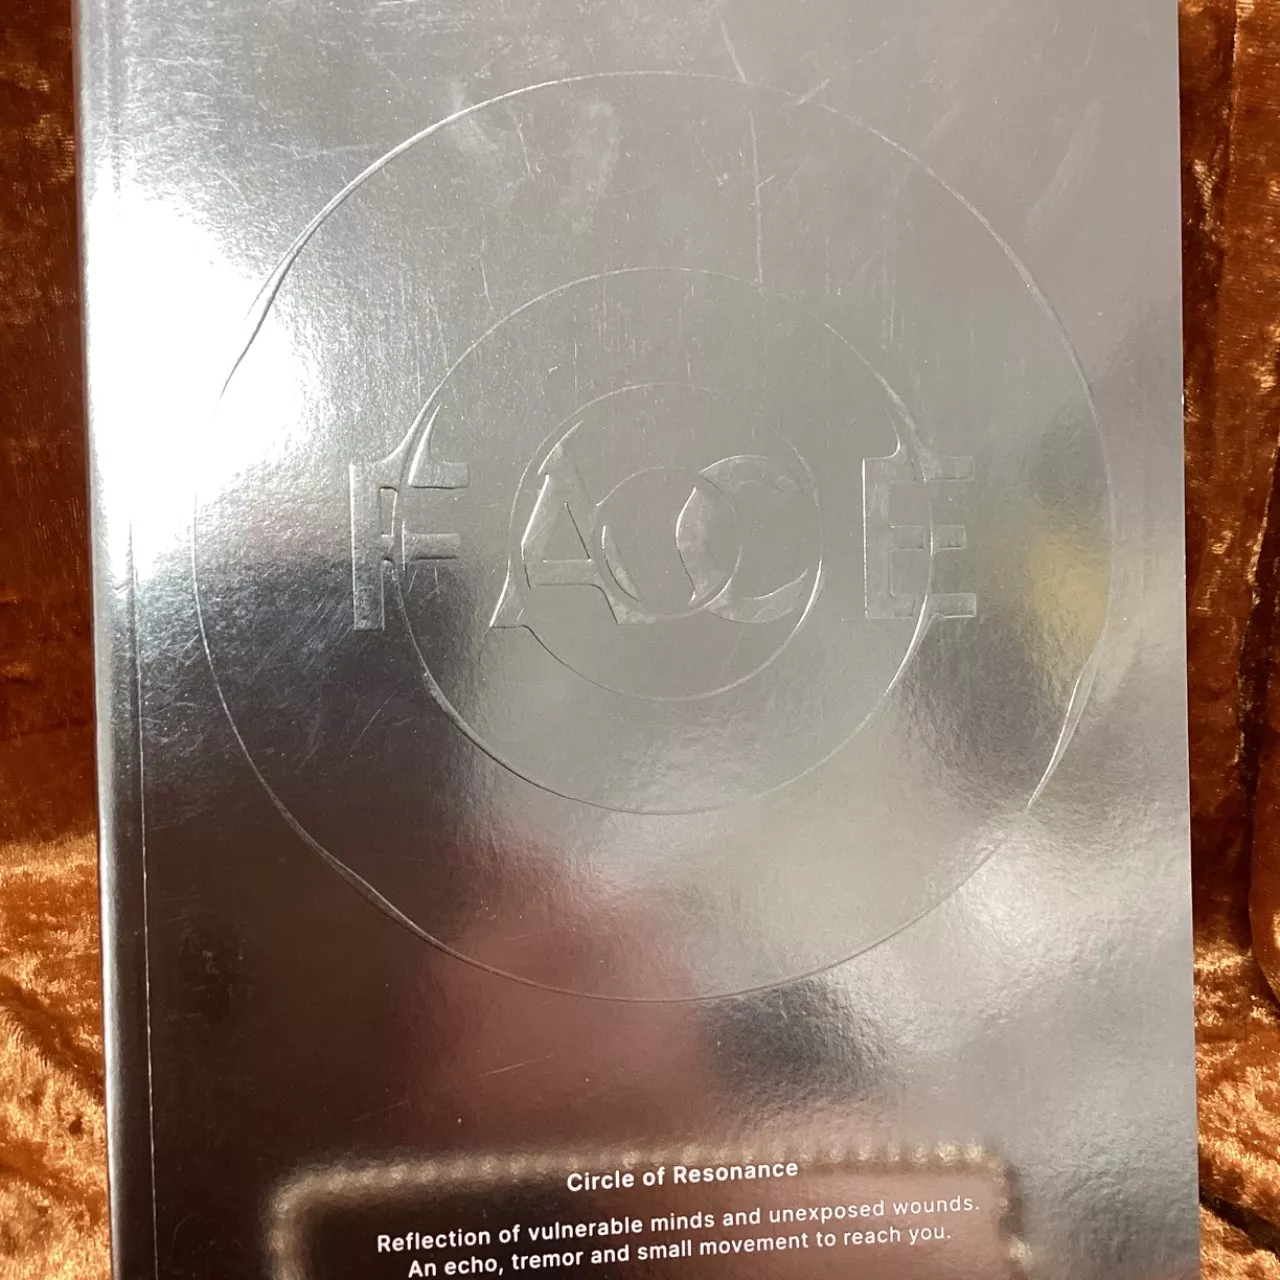 FACE
Circle of Resonance
Reflection of vulnerable minds and unexposed wounds.
An echo, tremor and small movement to reach you.